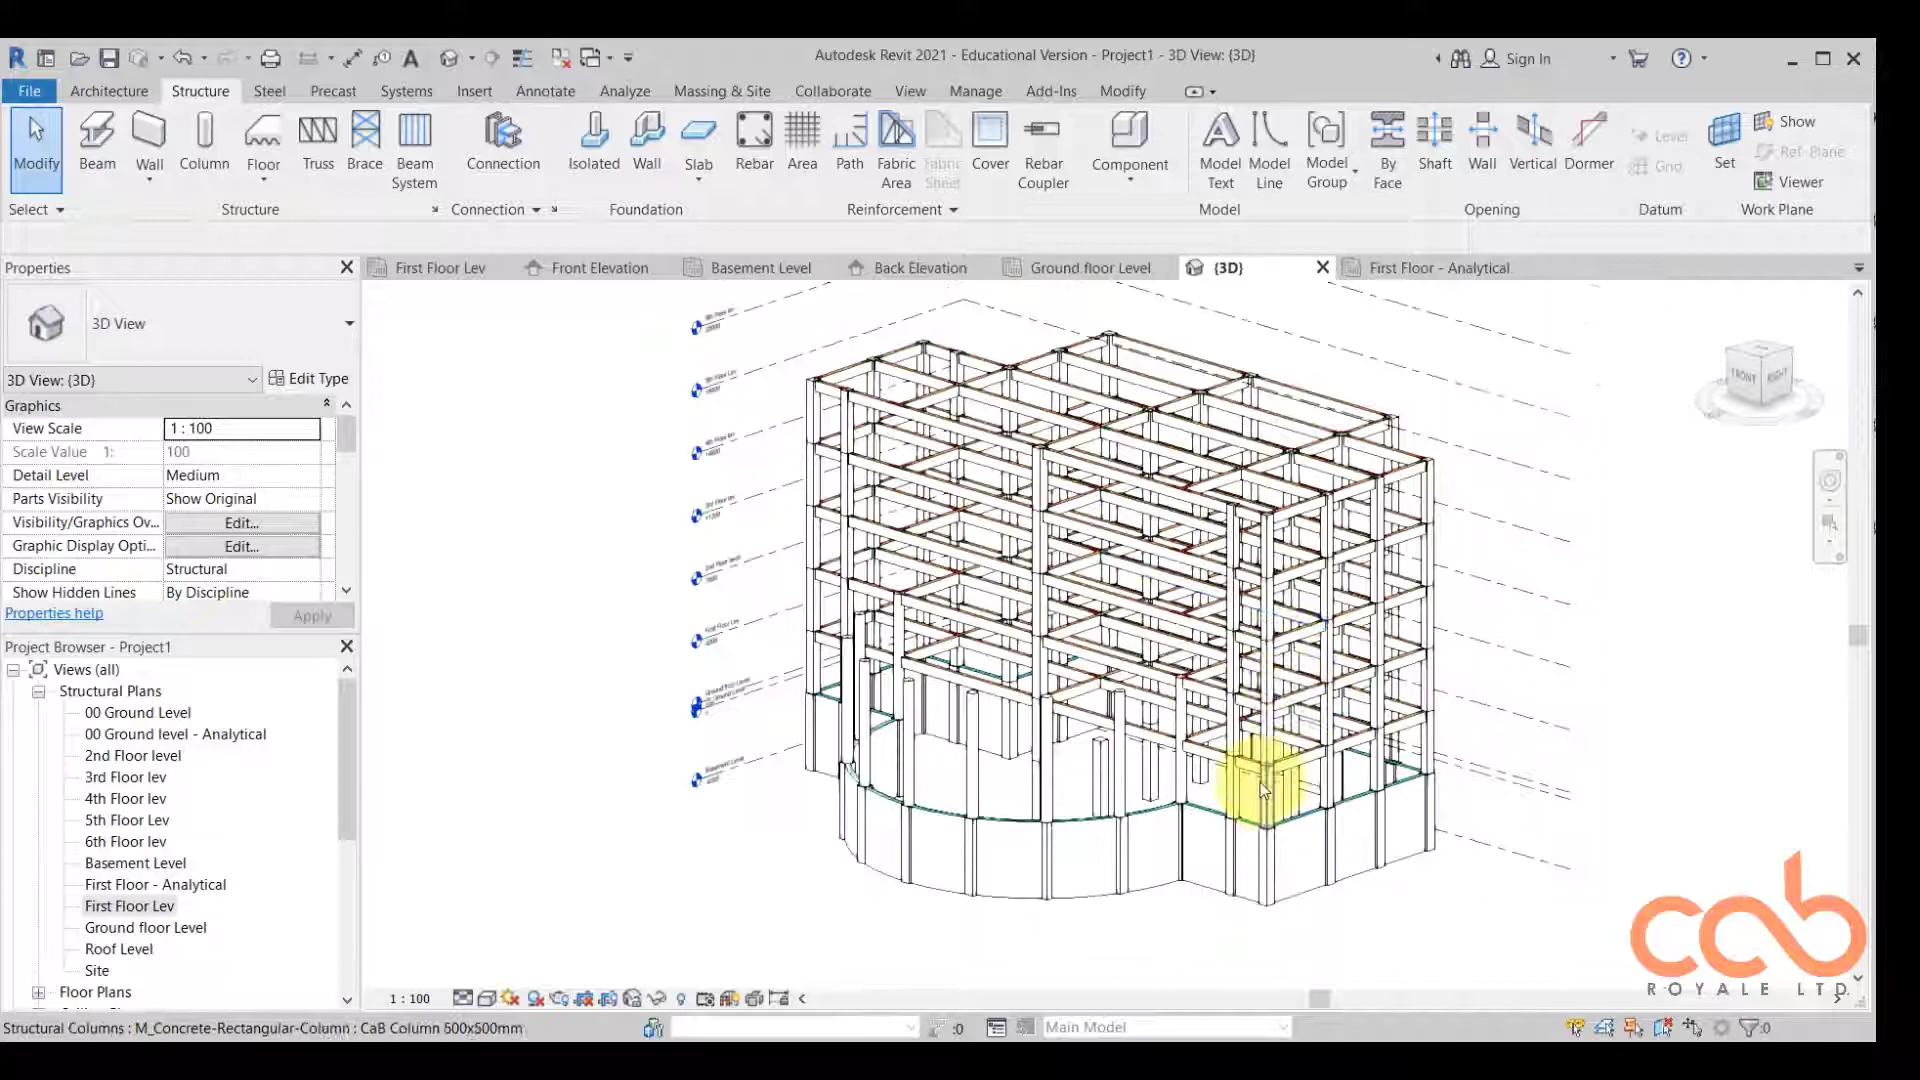 Autodesk Revit 2021 - Educational Version - Project1 - 3D View: {3D}
Sign In
File Architecture Structure Steel Precast Systems Insert Annotate Analyze Massing & Site Collaborate View Manage Add-Ins Modify
Modify Beam Wall Column Floor Truss Brace Beam System Connection Isolated Wall Slab Rebar Area Path Fabric Area Fabric Sheet Cover Rebar Coupler Component Model Text Model Line Model Group By Face Shaft Wall Vertical Dormer Level Grid Set Show Ref Plane Viewer
Select Structure Connection Foundation Reinforcement Model Opening Datum Work Plane
Properties
First Floor Lev Front Elevation Basement Level Back Elevation Ground floor Level {3D} First Floor - Analytical
3D View
3D View: {3D} Edit Type
Graphics
View Scale 1 : 100
Scale Value 1: 100
Detail Level Medium
Parts Visibility Show Original
Visibility/Graphics Ov... Edit...
Graphic Display Opti... Edit...
Discipline Structural
Show Hidden Lines By Discipline
Properties help Apply
Project Browser - Project1
Views (all)
Structural Plans
00 Ground Level
00 Ground level - Analytical
2nd Floor level
3rd Floor lev
4th Floor lev
5th Floor lev
6th Floor lev
Basement Level
First Floor - Analytical
First Floor Lev
Ground floor Level
Roof Level
Site
Floor Plans
FRONT RIGHT
1 : 100
cab
ROYALE LTD.
Structural Columns : M_Concrete-Rectangular-Column : CaB Column 500x500mm
:0
Main Model
:0